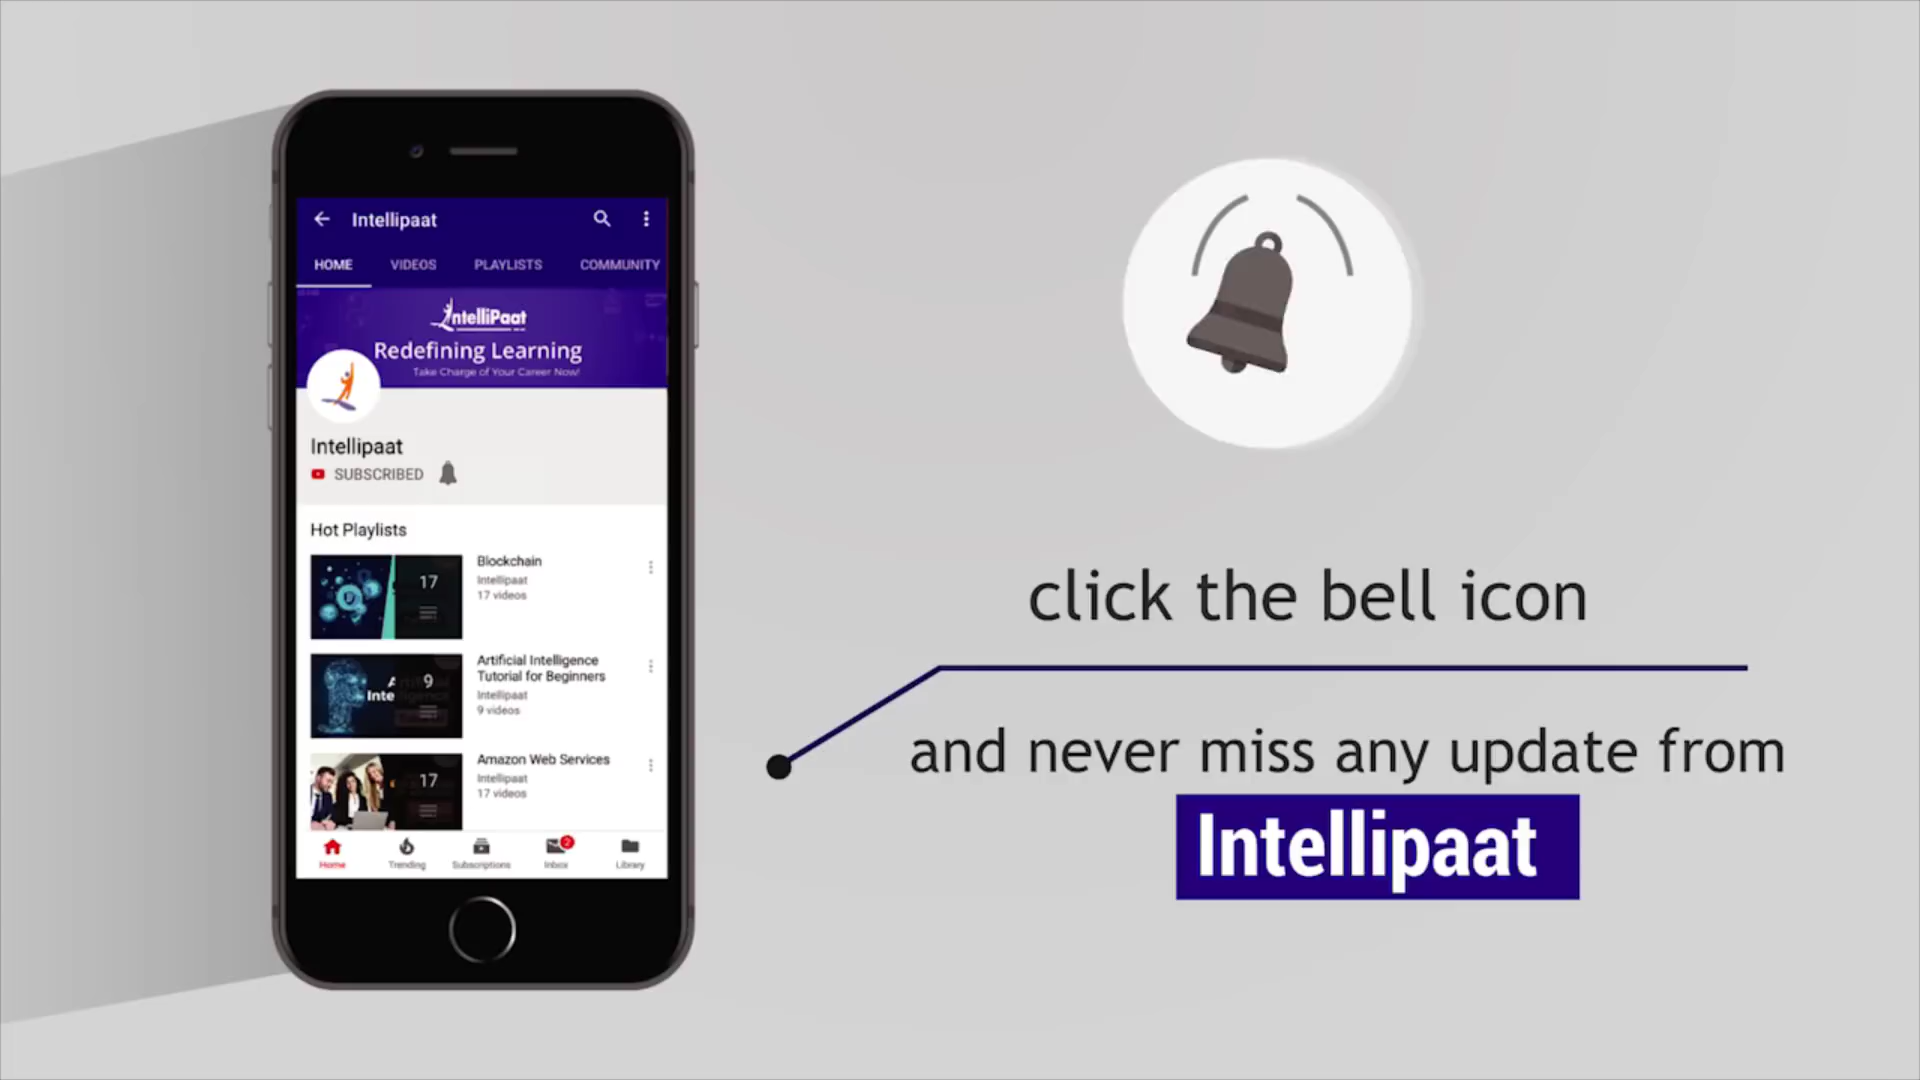 Intellipaat
HOME VIDEOS PLAYLISTS COMMUNITY
IntelliPaat
Redefining Learning
Take Charge of Your Career Now!
Intellipaat
SUBSCRIBED
Hot Playlists
17
Blockchain
Intellipaat
17 videos
9
Artificial Intelligence
Tutorial for Beginners
Intellipaat
9 videos
17
Amazon Web Services
Intellipaat
17 videos
2
Home Trending Subscriptions Inbox Library
click the bell icon
and never miss any update from
Intellipaat